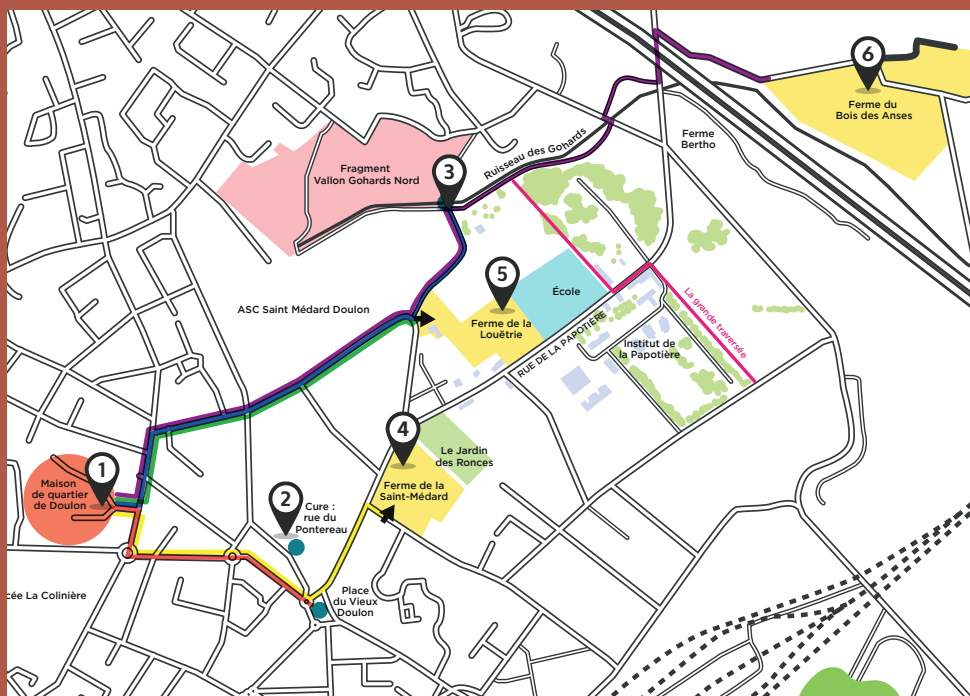 6
Ferme du
Bois des Anses
Ferme
Bertho
Ruisseau des Gohards
Fragment
Vallon Gohards Nord
3
5
École
ASC Saint Médard Doulon
Ferme de la
Louëtrie
La grande traversée
RUE DE LA PAPOTIÈRE
Institut de
la Papotière
4
Le Jardin
des Ronces
1
Maison
de quartier
de Doulon
Ferme de la
Saint-Médard
2
Cure :
rue du
Pontereau
cée La Colinière
Place
du Vieux
Doulon